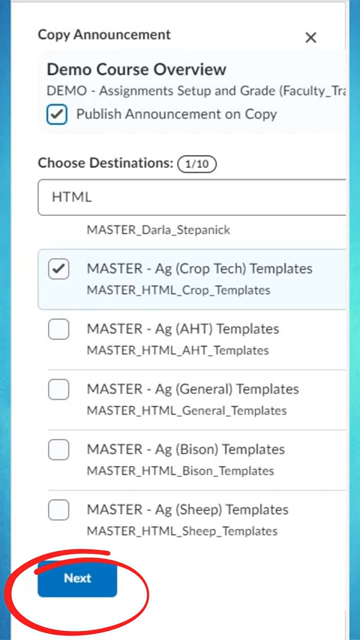 Copy Announcement
Demo Course Overview
DEMO - Assignments Setup and Grade (Faculty_Tra
Publish Announcement on Copy
Choose Destinations: 1/10
HTML
MASTER_Darla_Stepanick
MASTER - Ag (Crop Tech) Templates
MASTER_HTML_Crop_Templates
MASTER - Ag (AHT) Templates
MASTER_HTML_AHT_Templates
MASTER - Ag (General) Templates
MASTER_HTML_General_Templates
MASTER - Ag (Bison) Templates
MASTER_HTML_Bison_Templates
MASTER - Ag (Sheep) Templates
MASTER_HTML_Sheep_Templates
Next